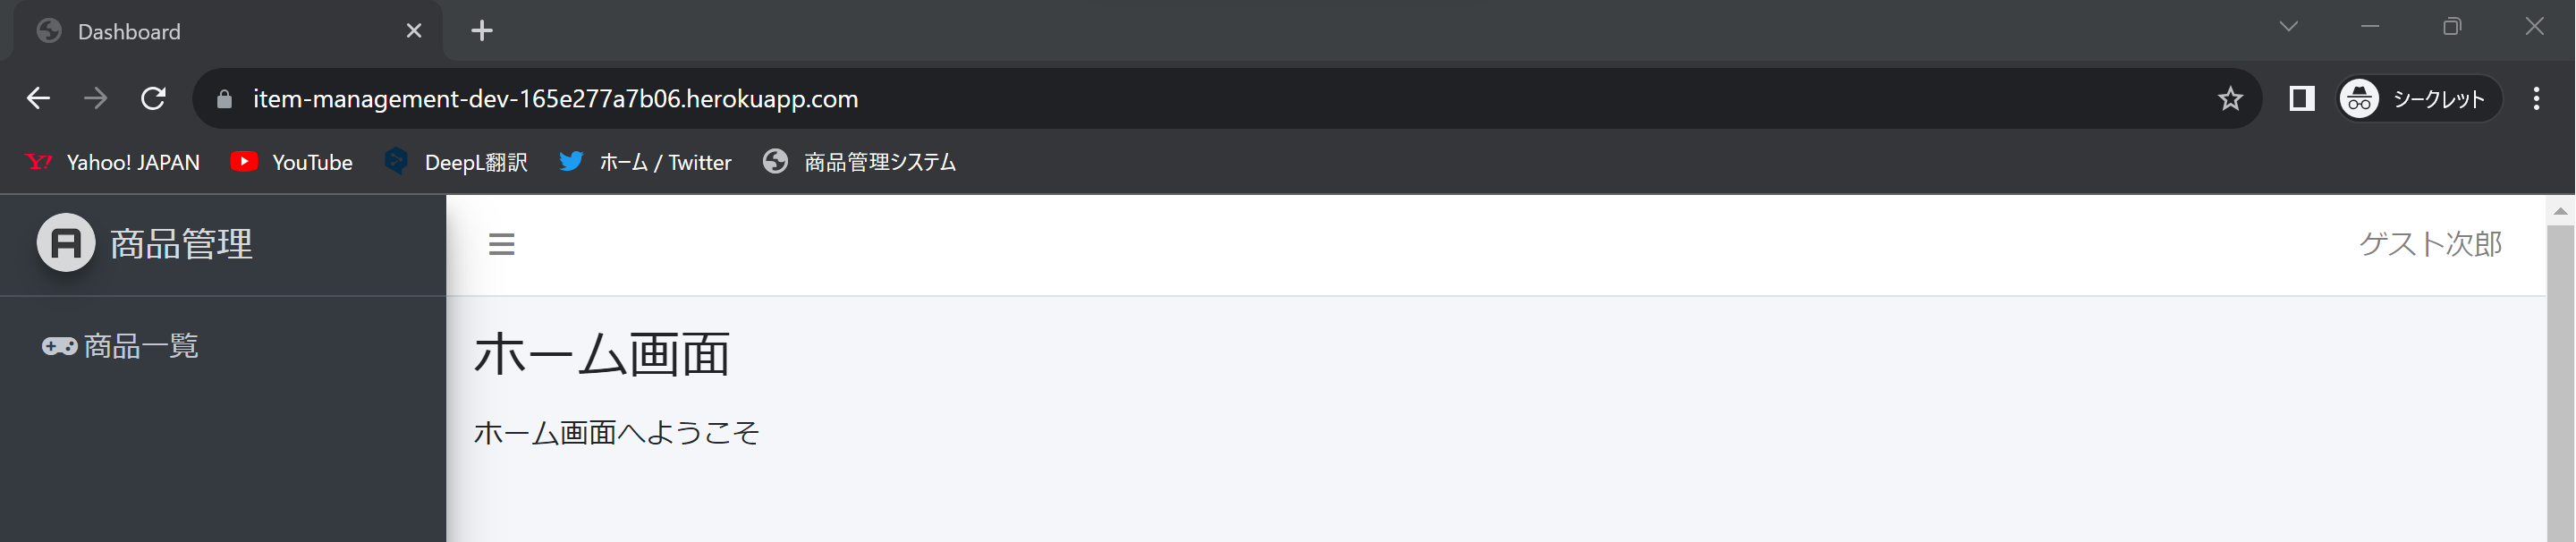 Dashboard
item-management-dev-165e277a7b06.herokuapp.com
シークレット
Yahoo! JAPAN
YouTube
DeepL翻訳
ホーム / Twitter
商品管理システム
商品管理
ゲスト次郎
商品一覧
ホーム画面
ホーム画面へようこそ